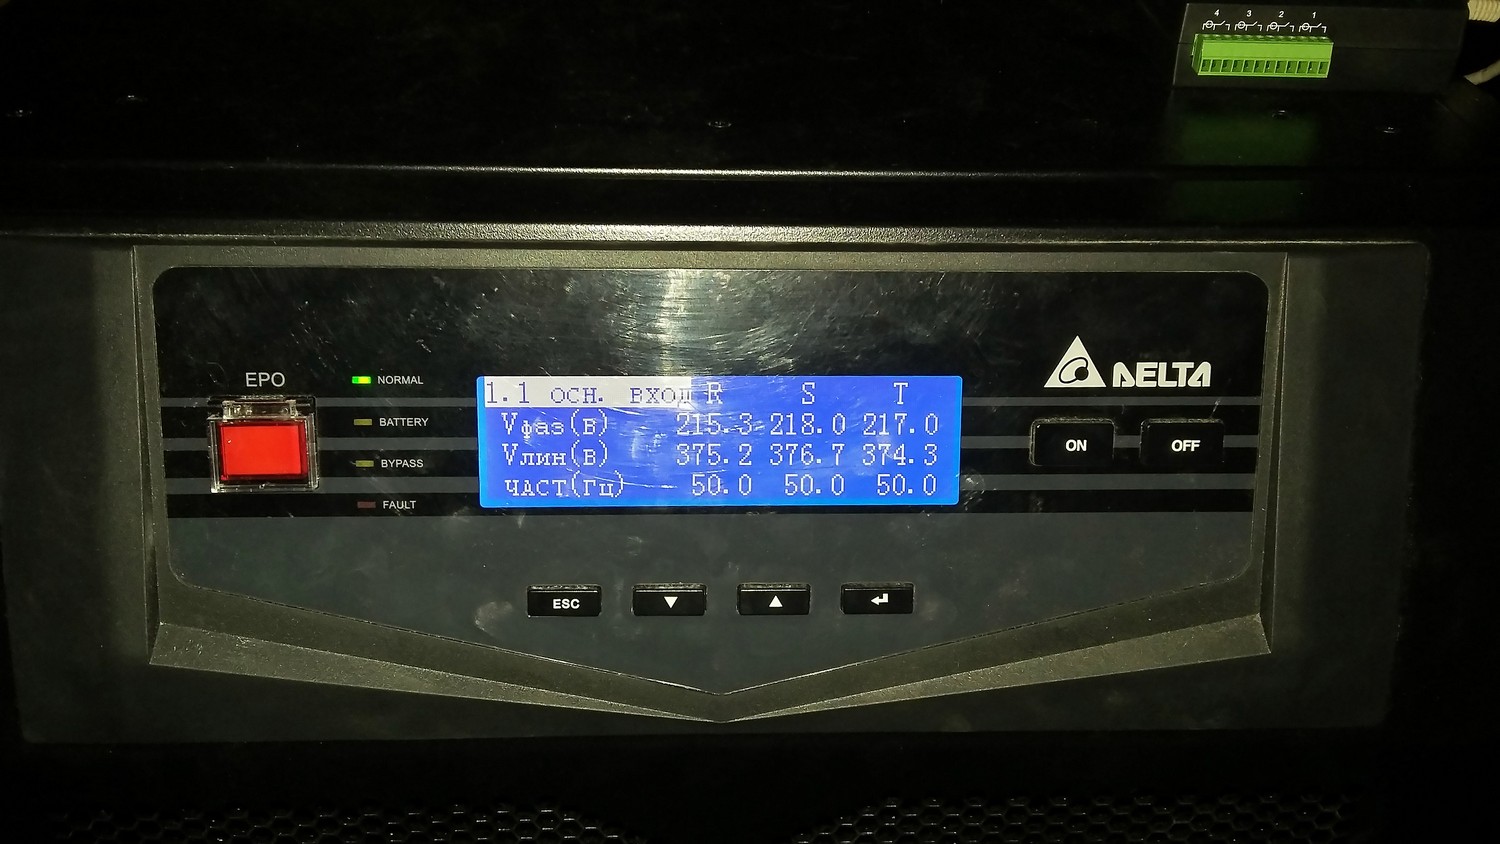 4 3 2 1
EPO
NORMAL
BATTERY
BYPASS
FAULT
1.1 осн. вход R S T
Vфаз(в) 215.3 218.0 217.0
Vлин(в) 375.2 376.7 374.3
ЧАСТ(Гц) 50.0 50.0 50.0
DELTA
ON OFF
ESC